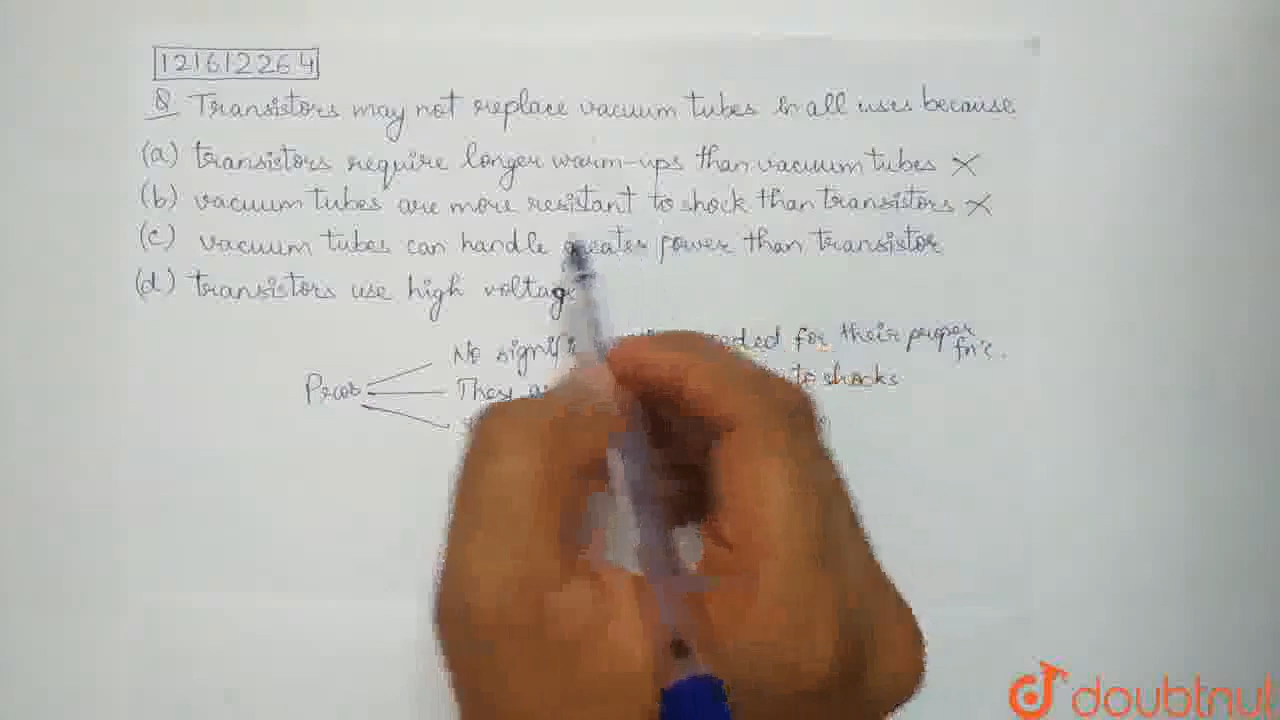 121612264
Q Transistors may not replace vacuum tubes in all uses because
(a) transistors require longer warm-ups than vacuum tubes ×
(b) vacuum tubes are more resistant to shock than transistors ×
(c) vacuum tubes can handle greater power than transistor
(d) transistors use high voltage
No for their proper
fnc.
Pros They to shocks
doubtnut